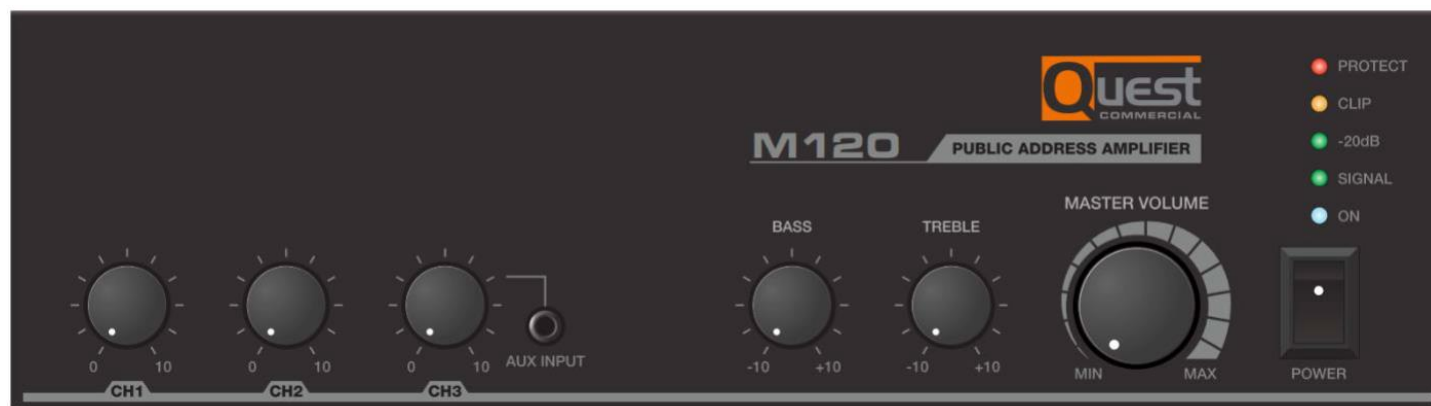 Quest
COMMERCIAL
M120 PUBLIC ADDRESS AMPLIFIER
PROTECT
CLIP
-20dB
SIGNAL
ON
MASTER VOLUME
BASS
TREBLE
0 10
0 10
0 10
AUX INPUT
-10 +10
-10 +10
MIN MAX
POWER
CH1
CH2
CH3